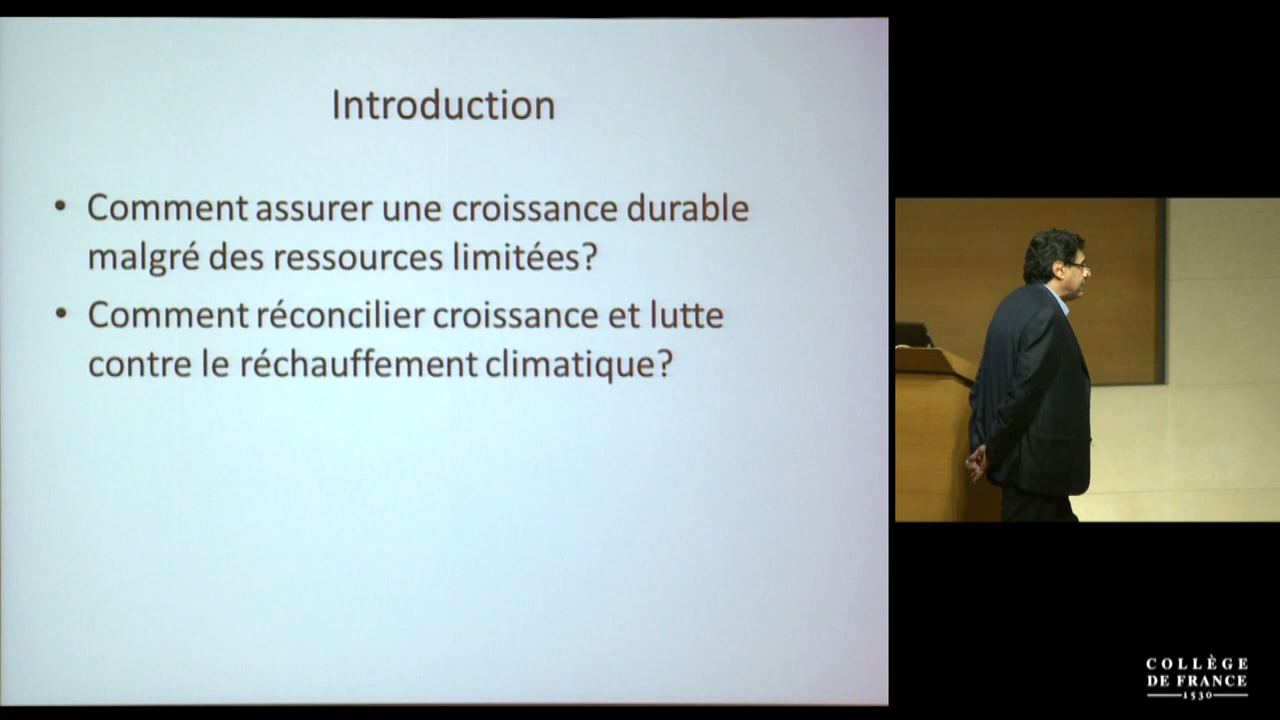 Introduction
• Comment assurer une croissance durable
malgré des ressources limitées?
• Comment réconcilier croissance et lutte
contre le réchauffement climatique?
COLLÈGE
DE FRANCE
1530